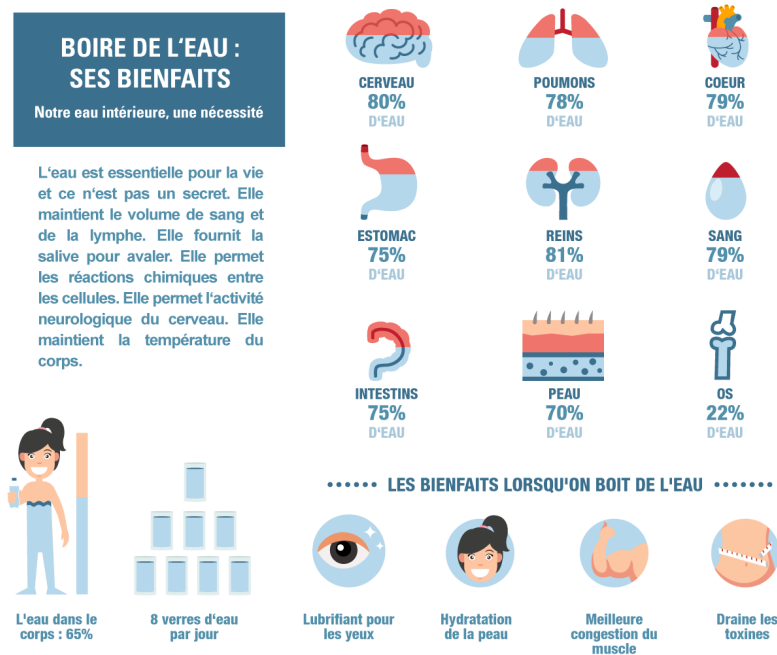 BOIRE DE L'EAU :
SES BIENFAITS
Notre eau intérieure, une nécessité
L'eau est essentielle pour la vie
et ce n'est pas un secret. Elle
maintient le volume de sang et
de la lymphe. Elle fournit la
salive pour avaler. Elle permet
les réactions chimiques entre
les cellules. Elle permet l'activité
neurologique du cerveau. Elle
maintient la température du
corps.
CERVEAU
80%
D'EAU
POUMONS
78%
D'EAU
COEUR
79%
D'EAU
ESTOMAC
75%
D'EAU
REINS
81%
D'EAU
SANG
79%
D'EAU
INTESTINS
75%
D'EAU
PEAU
70%
D'EAU
OS
22%
D'EAU
L'eau dans le
corps : 65%
8 verres d'eau
par jour
LES BIENFAITS LORSQU'ON BOIT DE L'EAU
Lubrifiant pour
les yeux
Hydratation
de la peau
Meilleure
congestion du
muscle
Draine les
toxines